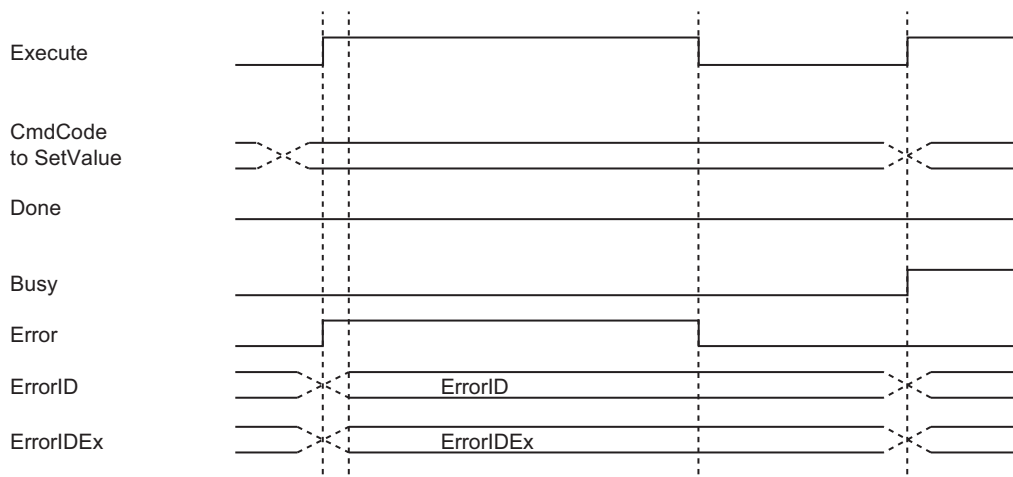 Execute
CmdCode
to SetValue
Done
Busy
Error
ErrorID
ErrorID
ErrorIDEx
ErrorIDEx